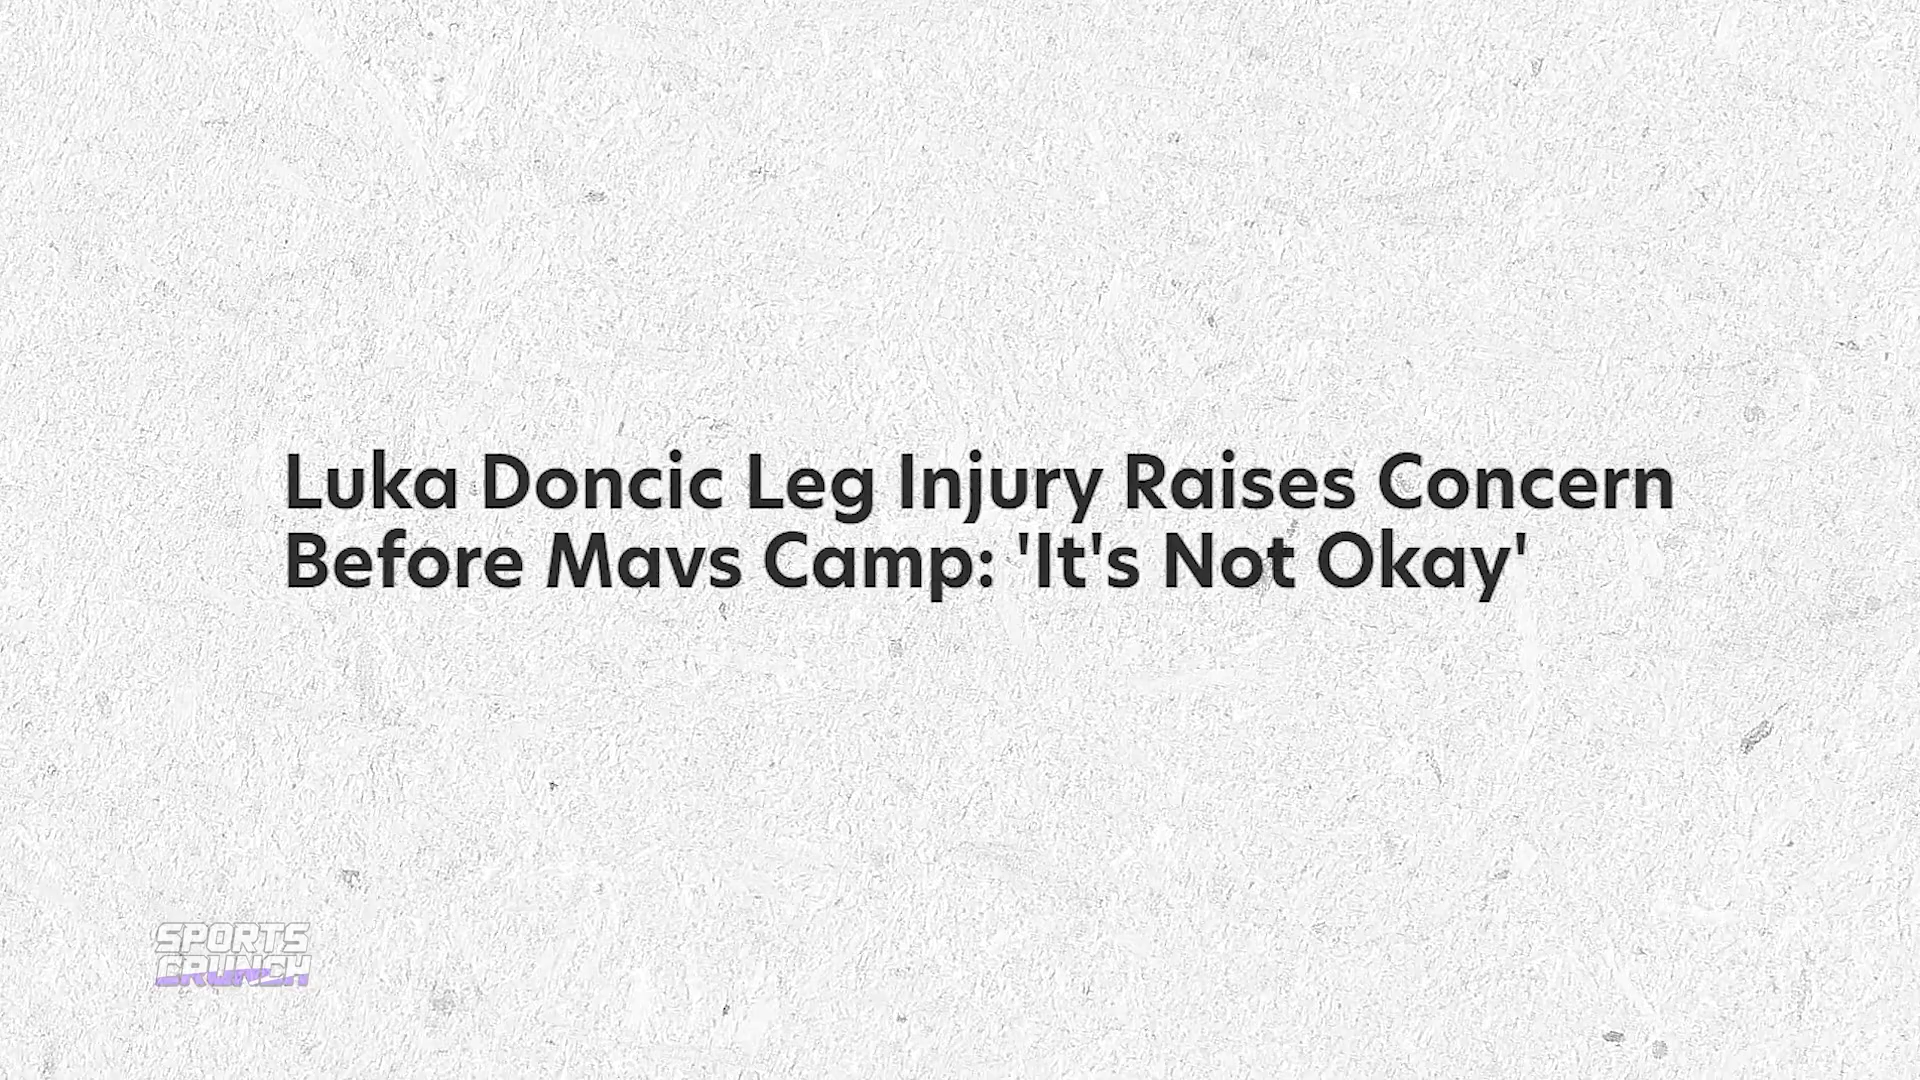 Luka Doncic Leg Injury Raises Concern
Before Mavs Camp: 'It's Not Okay'
SPORTS
CRUNCH